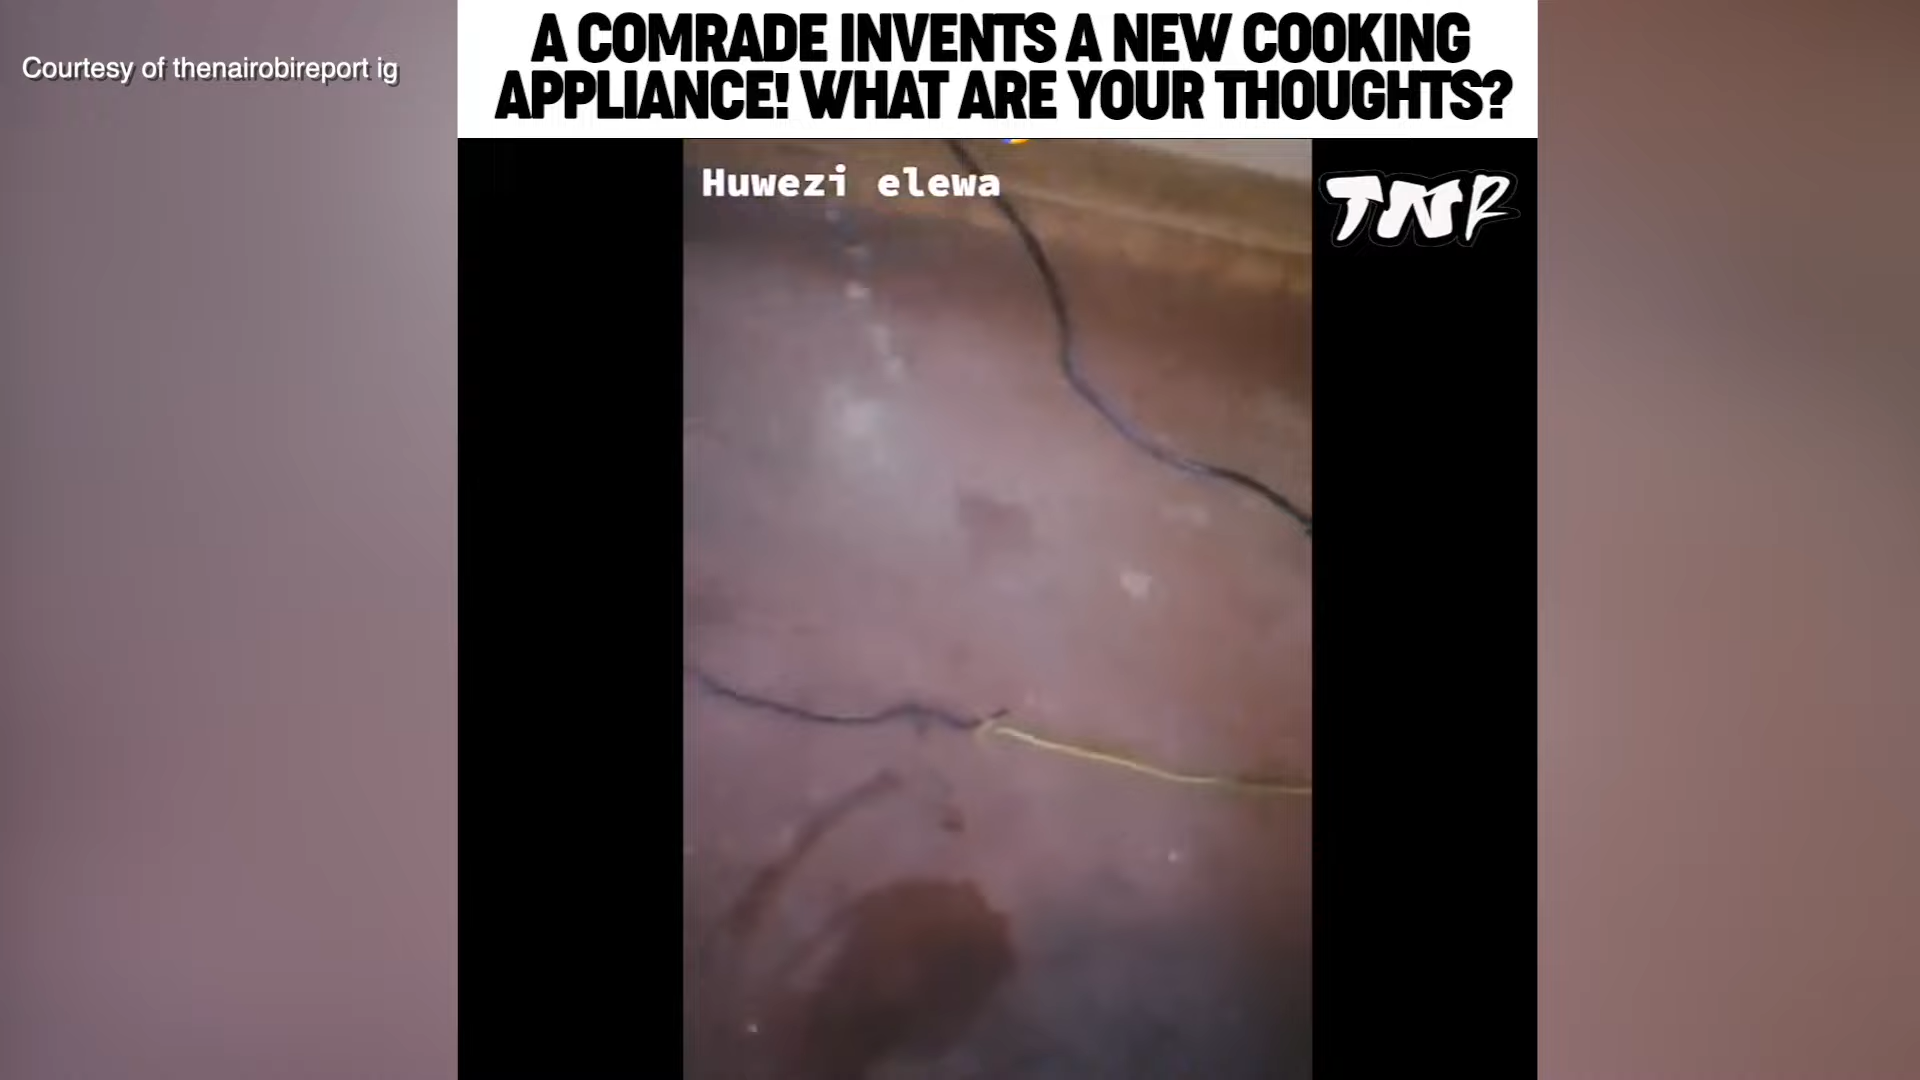 Courtesy of thenairobireport ig
A COMRADE INVENTS A NEW COOKING
APPLIANCE! WHAT ARE YOUR THOUGHTS?
Huwezi elewa
TNR